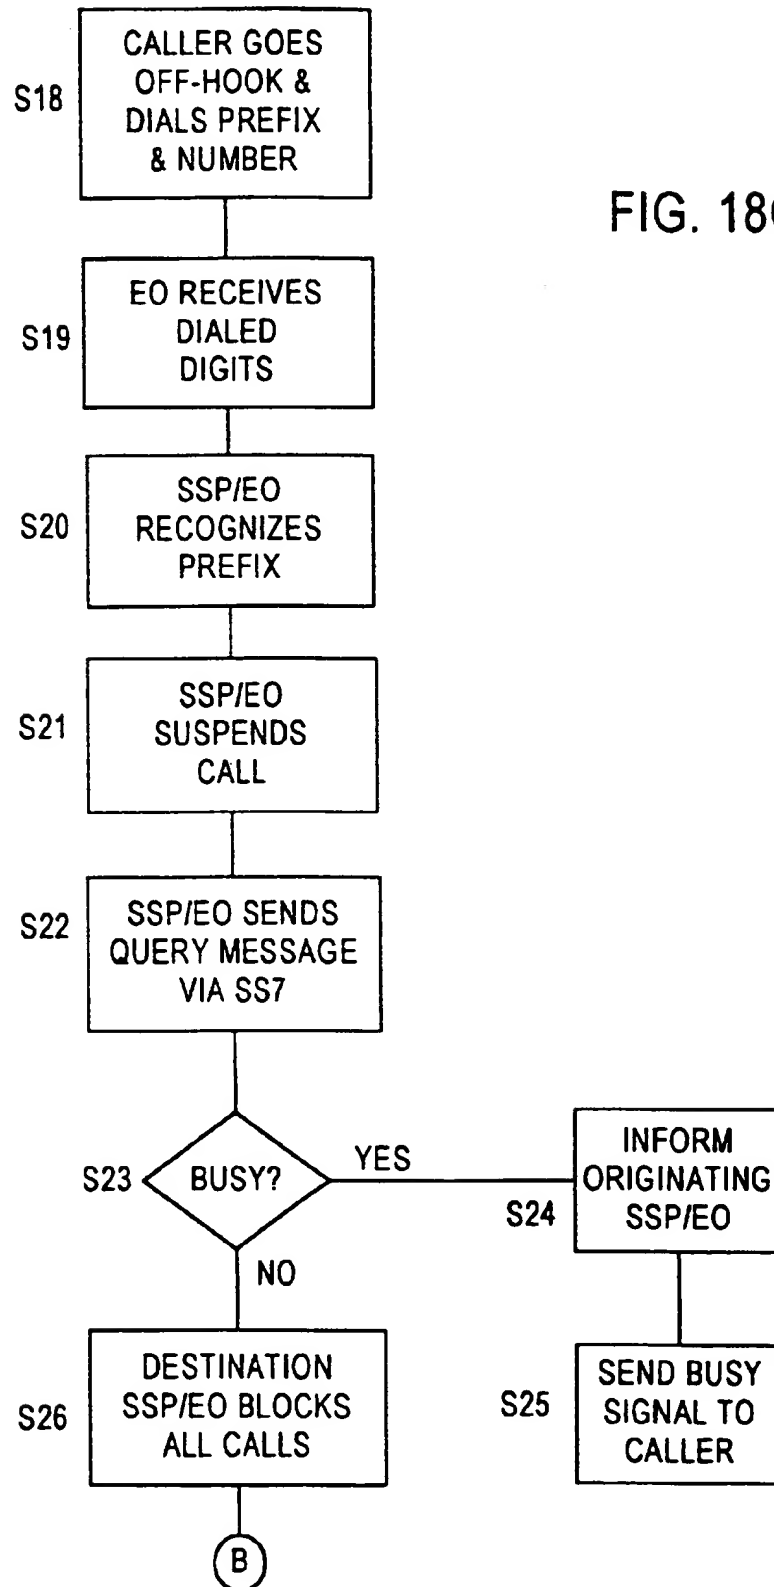 S18
CALLER GOES
OFF-HOOK &
DIALS PREFIX
& NUMBER
S19
EO RECEIVES
DIALED
DIGITS
S20
SSP/EO
RECOGNIZES
PREFIX
S21
SSP/EO
SUSPENDS
CALL
S22
SSP/EO SENDS
QUERY MESSAGE
VIA SS7
S23
BUSY?
YES
NO
S24
INFORM
ORIGINATING
SSP/EO
S25
SEND BUSY
SIGNAL TO
CALLER
S26
DESTINATION
SSP/EO BLOCKS
ALL CALLS
B
FIG. 18